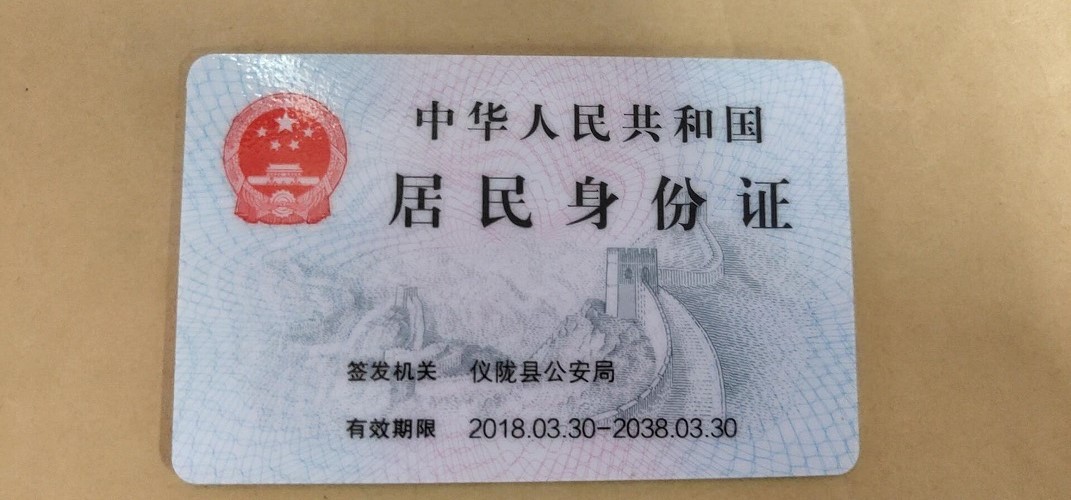 中华人民共和国
居民身份证
签发机关 仪陇县公安局
有效期限 2018.03.30-2038.03.30